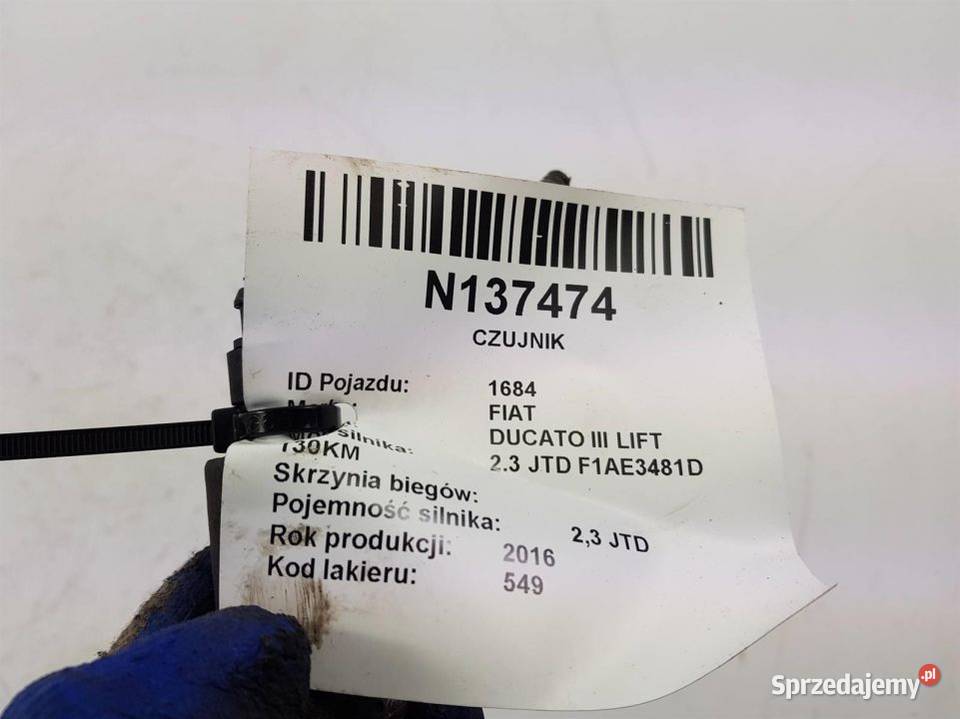 N137474
CZUJNIK
ID Pojazdu: 1684
FIAT
DUCATO III LIFT
silnika: 2.3 JTD F1AE3481D
130KM
Skrzynia biegów:
Pojemność silnika: 2,3 JTD
Rok produkcji: 2016
Kod lakieru: 549
Sprzedajemy.pl